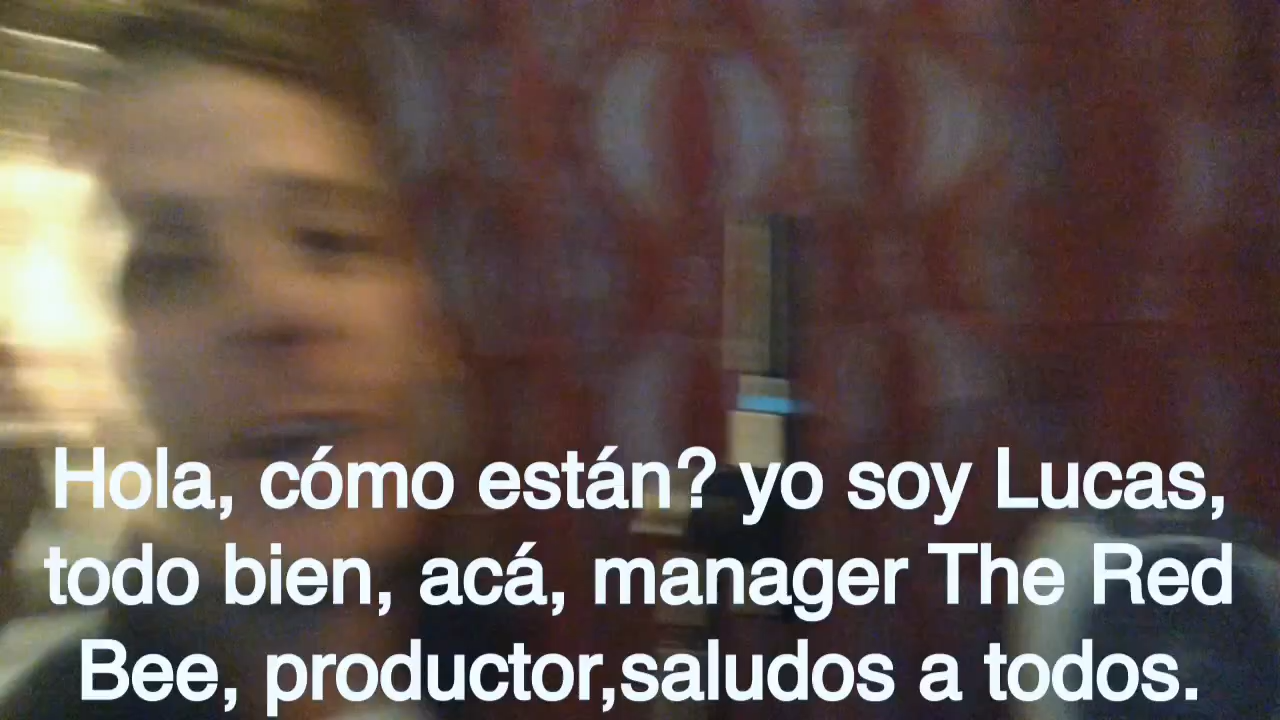 Hola, cómo están? yo soy Lucas,
todo bien, acá, manager The Red
Bee, productor,saludos a todos.